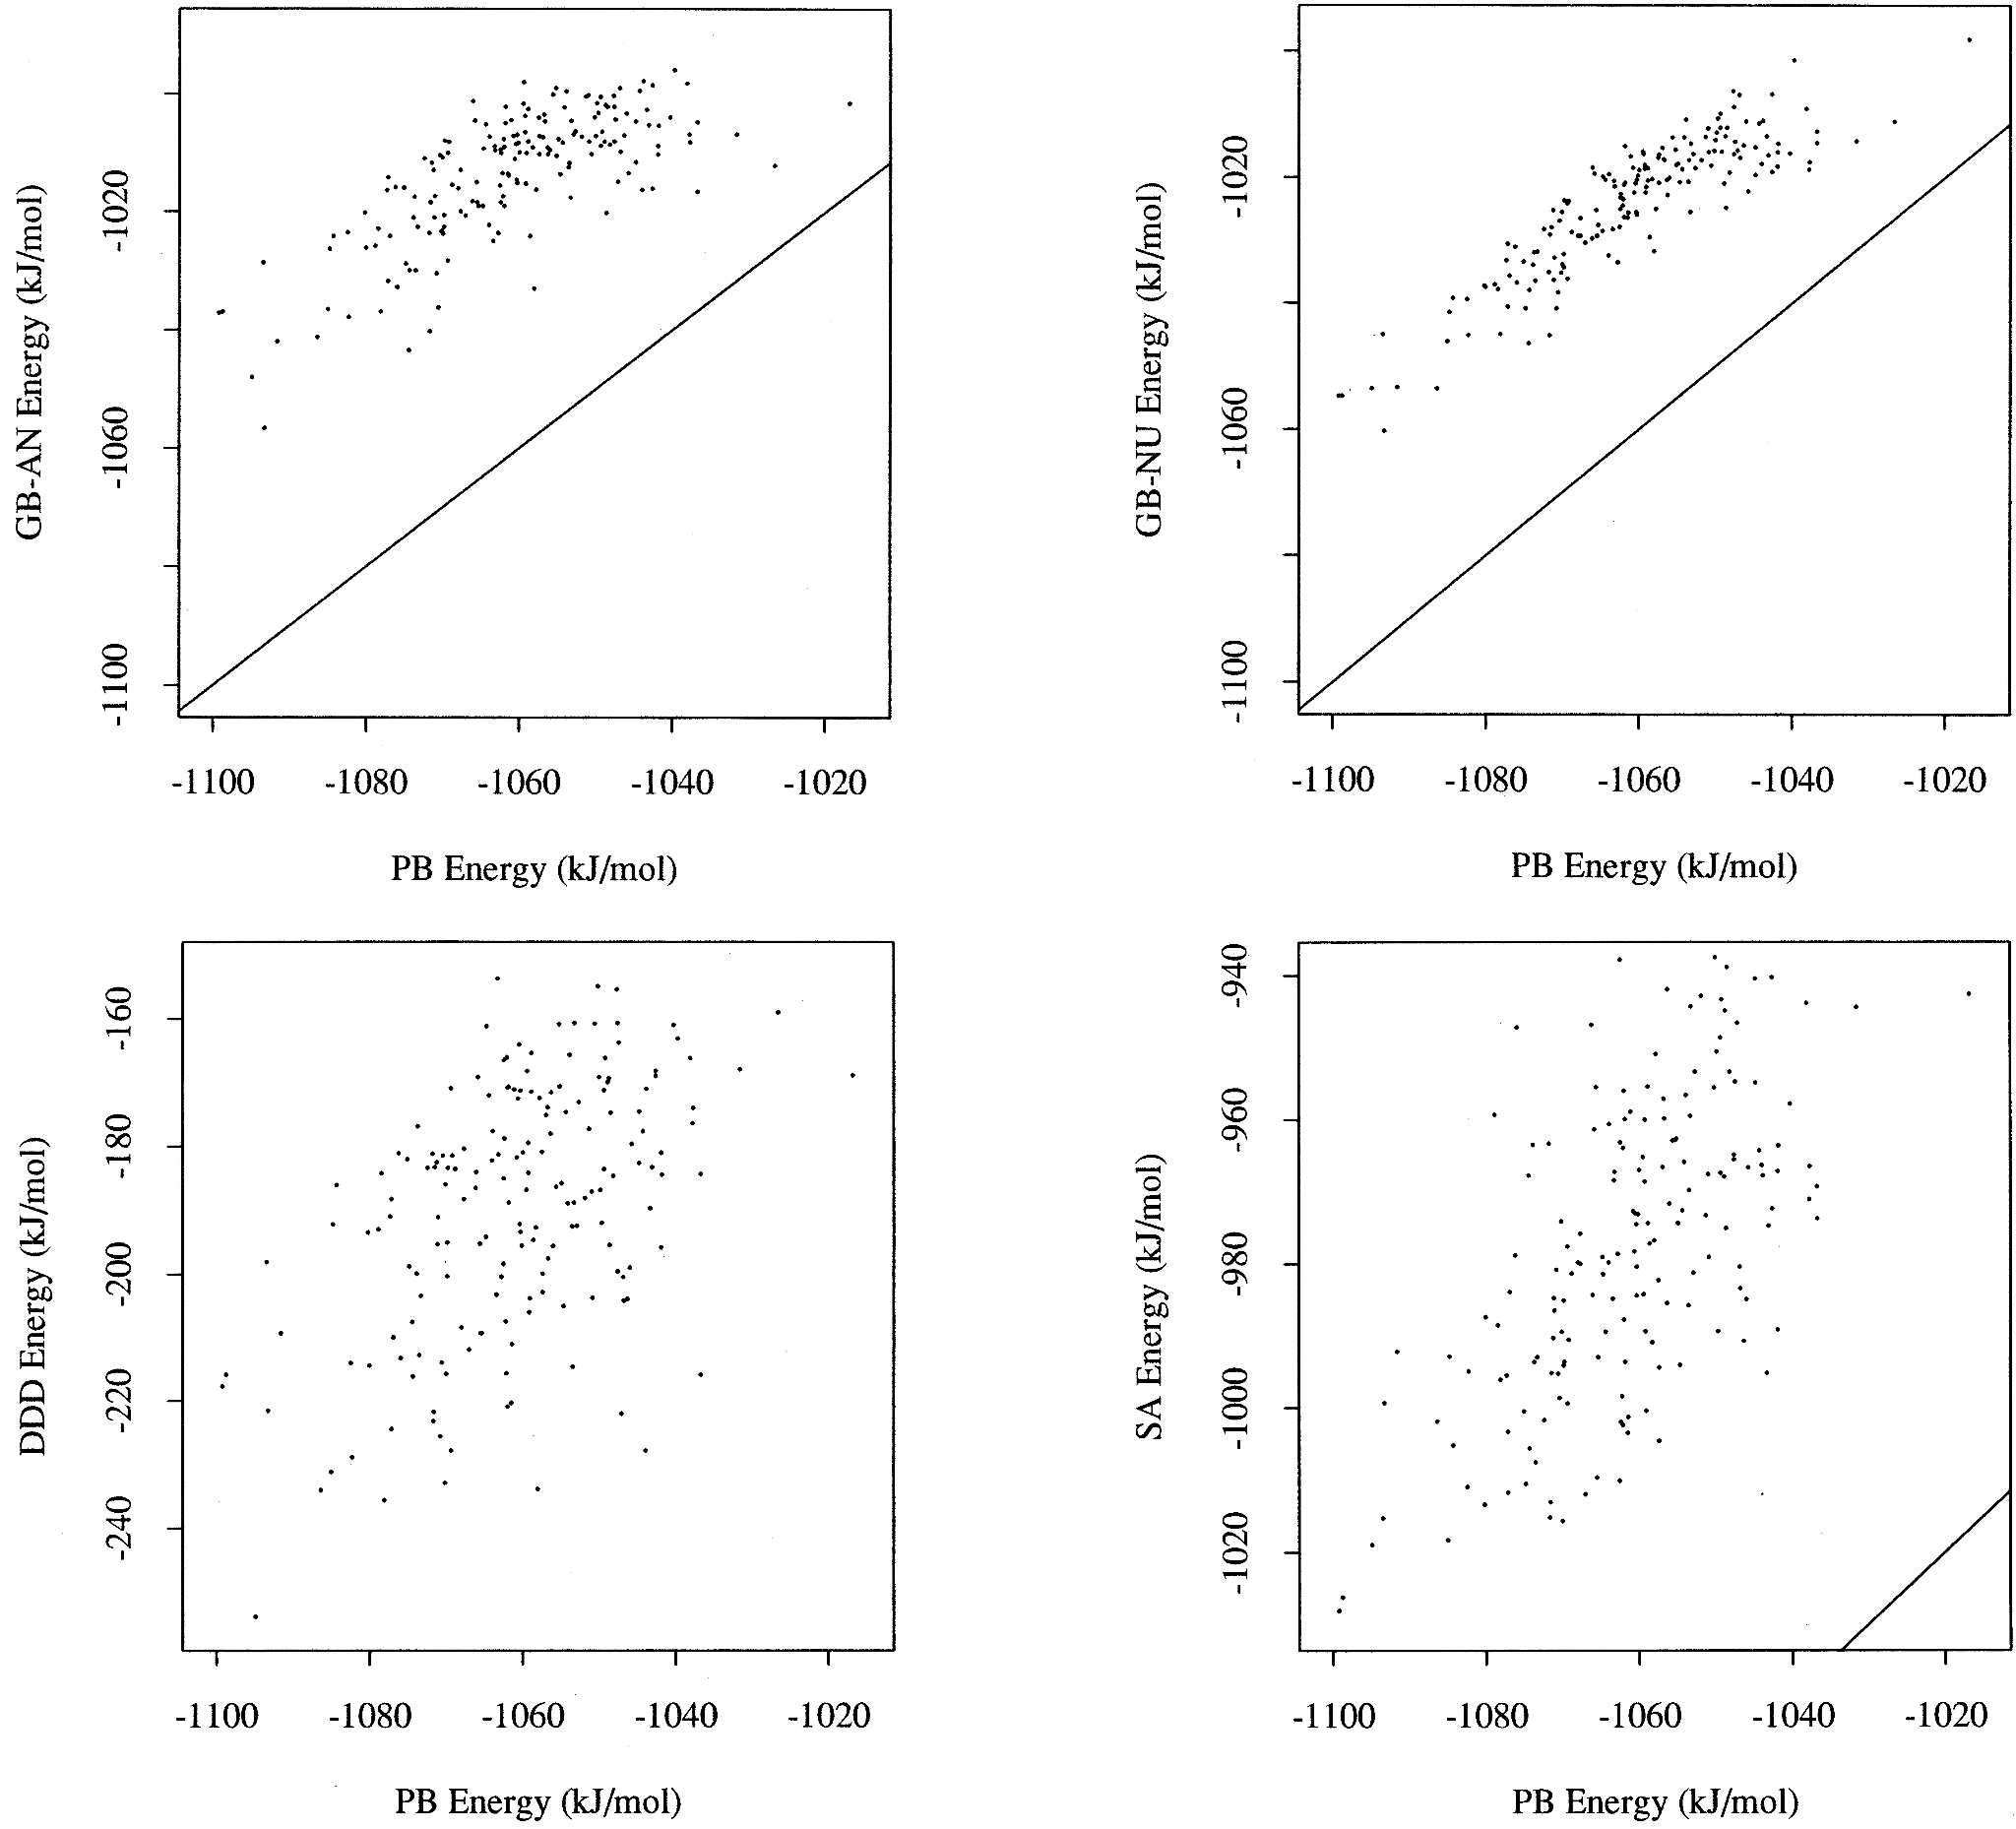 GB-AN Energy (kJ/mol)
-1020
-1060
-1100
-1100 -1080 -1060 -1040 -1020
PB Energy (kJ/mol)
GB-NU Energy (kJ/mol)
-1020
-1060
-1100
-1100 -1080 -1060 -1040 -1020
PB Energy (kJ/mol)
DDD Energy (kJ/mol)
-160
-180
-200
-220
-240
-1100 -1080 -1060 -1040 -1020
PB Energy (kJ/mol)
SA Energy (kJ/mol)
-940
-960
-980
-1000
-1020
-1100 -1080 -1060 -1040 -1020
PB Energy (kJ/mol)